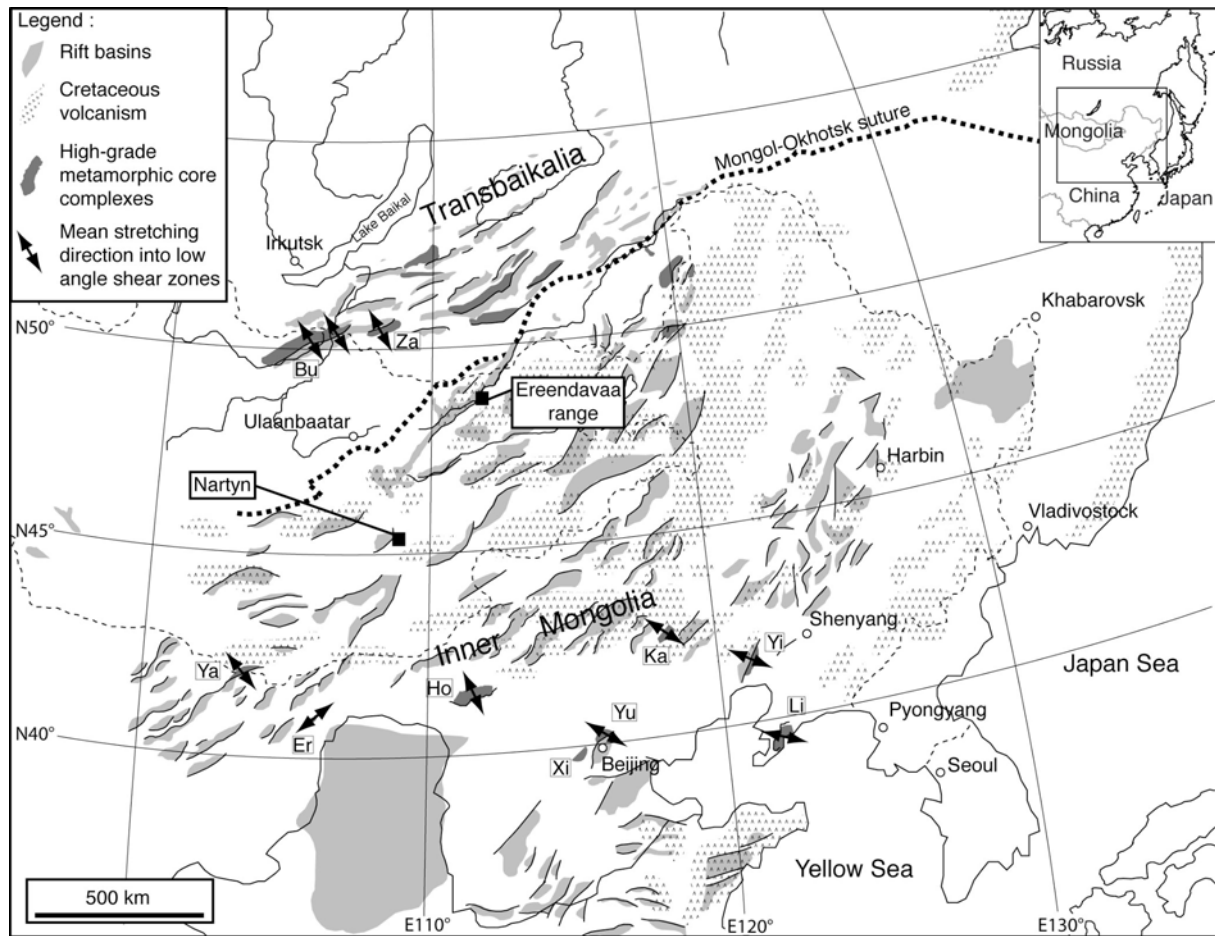 Legend :
Rift basins
Cretaceous
volcanism
High-grade
metamorphic core
complexes
Mean stretching
direction into low
angle shear zones
Russia
Mongolia
China
Japan
Mongol-Okhotsk suture
Transbaikalia
Lake Baikal
Irkutsk
Khabarovsk
N50°
Za
Bu
Ereendavaa
range
Ulaanbaatar
Harbin
Nartyn
Vladivostock
N45°
Inner Mongolia
Shenyang
Ka
Yi
Japan Sea
Ya
Ho
Li
Yu
Pyongyang
N40°
Er
Xi
Beijing
Seoul
Yellow Sea
500 km
E110°
E120°
E130°